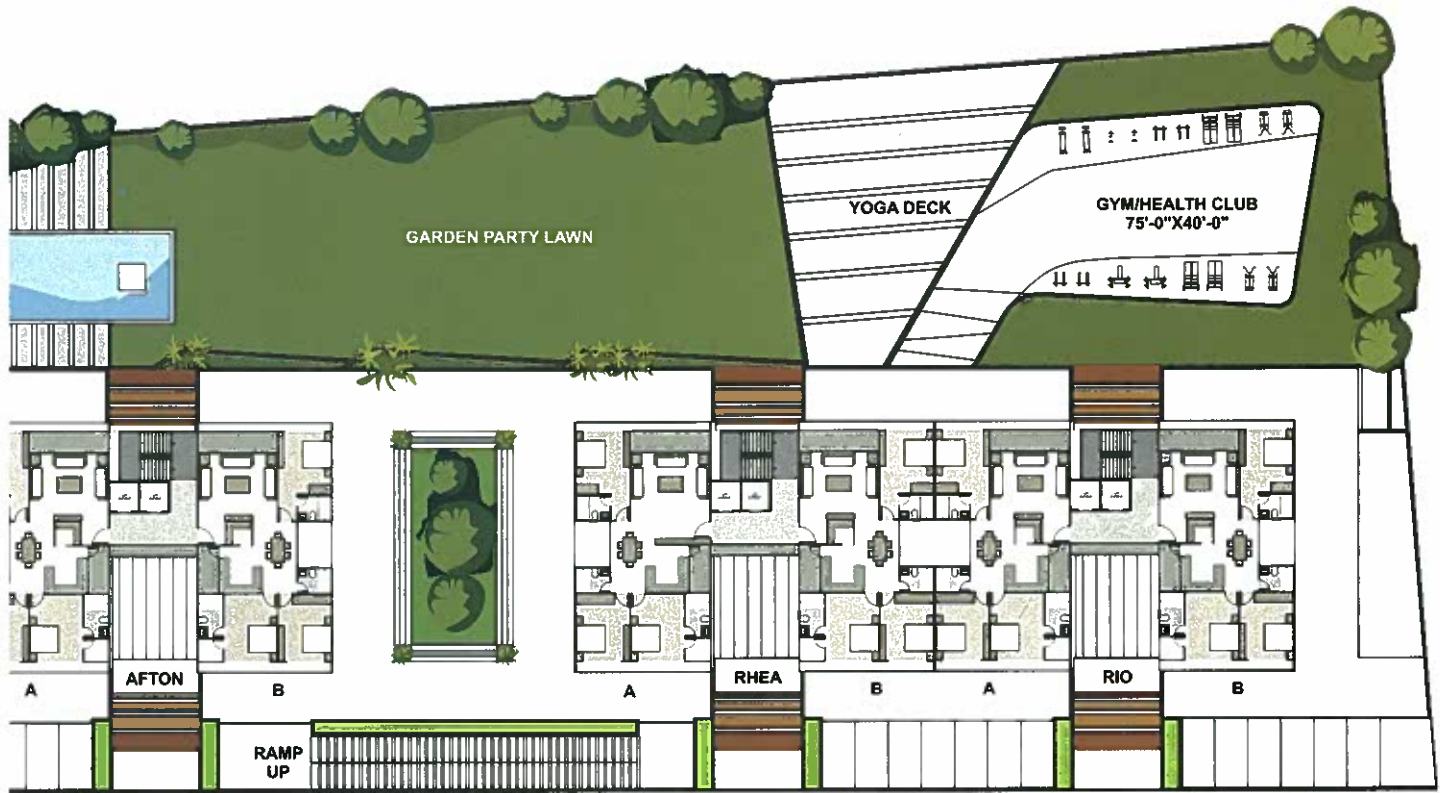 YOGA DECK
GYM/HEALTH CLUB
75'-0"X40'-0"
GARDEN PARTY LAWN
AFTON
RHEA
RIO
A
B
A
B
A
B
RAMP
UP